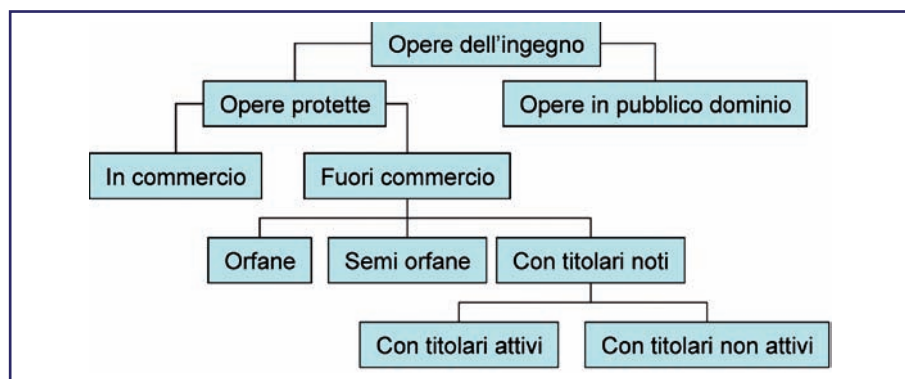 Opere dell'ingegno
Opere protette
Opere in pubblico dominio
In commercio
Fuori commercio
Orfane
Semi orfane
Con titolari noti
Con titolari attivi
Con titolari non attivi